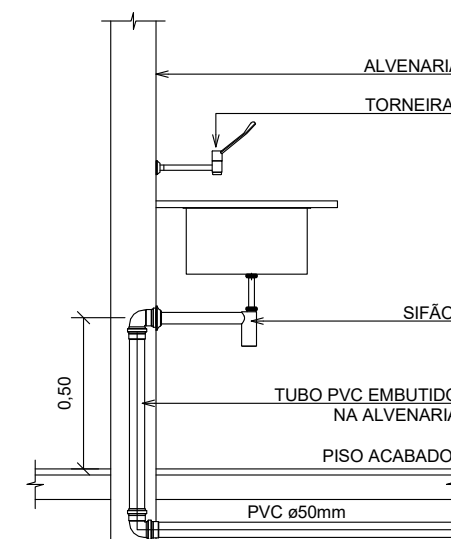 ALVENARIA
TORNEIRA
SIFÃO
0,50
TUBO PVC EMBUTIDO
NA ALVENARIA
PISO ACABADO
PVC ø50mm